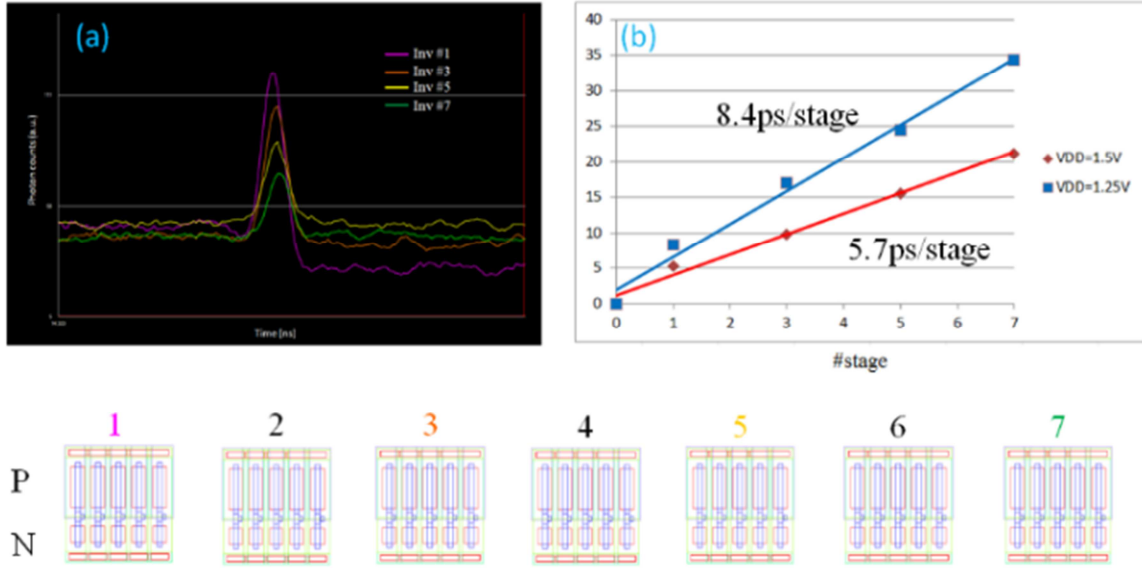 (a)
Inv #1
Inv #3
Inv #5
Inv #7
Photon counts (a.u.)
Time [ns]
(b)
40
35
30
25
20
15
10
5
0
0 1 2 3 4 5 6 7
8.4ps/stage
5.7ps/stage
VDD=1.5V
VDD=1.25V
#stage
1 2 3 4 5 6 7
P
N